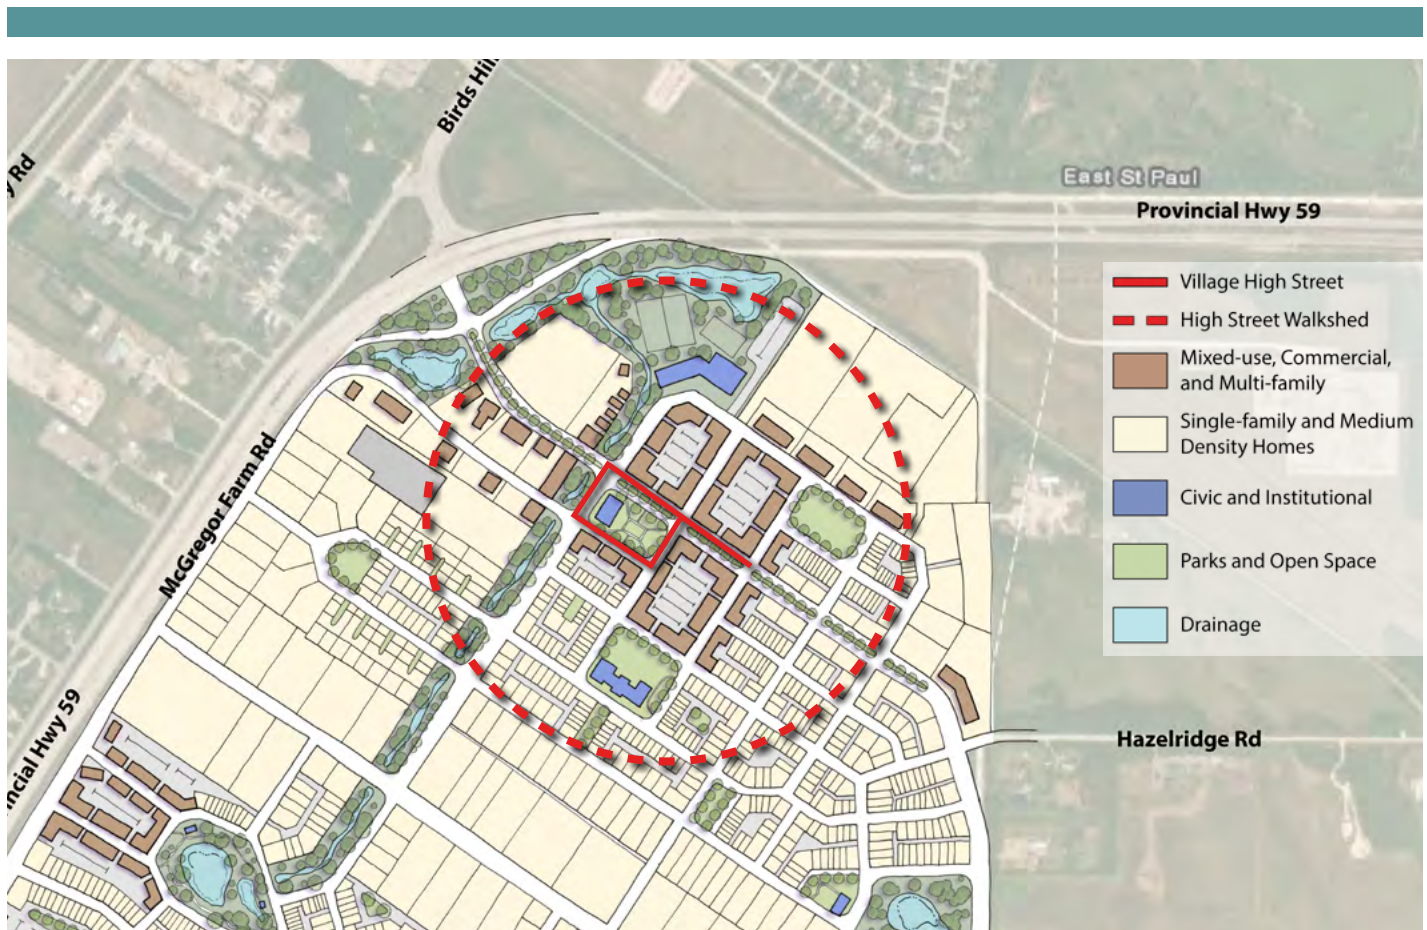 Birds Hil
y Rd
East St Paul
Provincial Hwy 59
Village High Street
High Street Walkshed
Mixed-use, Commercial,
and Multi-family
Single-family and Medium
Density Homes
Civic and Institutional
Parks and Open Space
Drainage
McGregor Farm Rd
incial Hwy 59
Hazelridge Rd